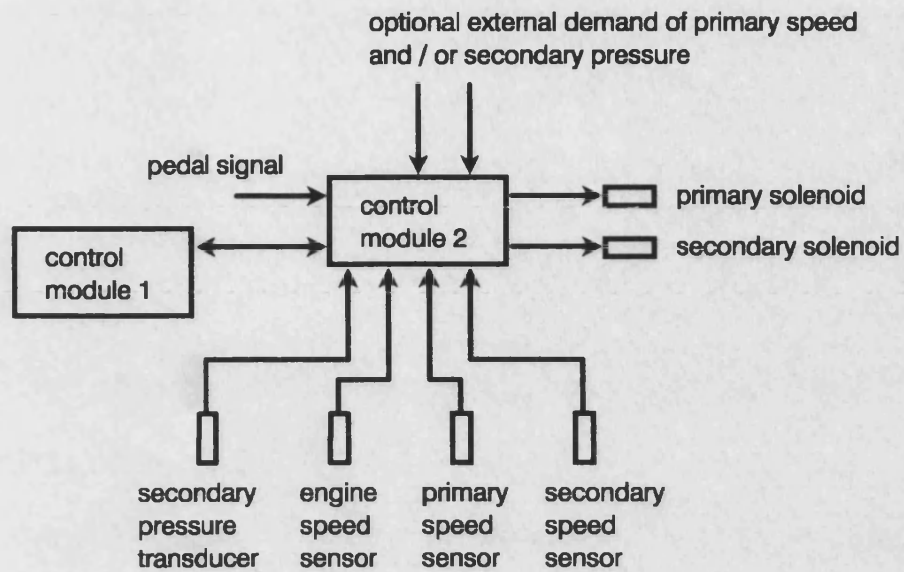 optional external demand of primary speed
and / or secondary pressure
pedal signal
control
module 2
primary solenoid
secondary solenoid
control
module 1
secondary
pressure
transducer
engine
speed
sensor
primary
speed
sensor
secondary
speed
sensor